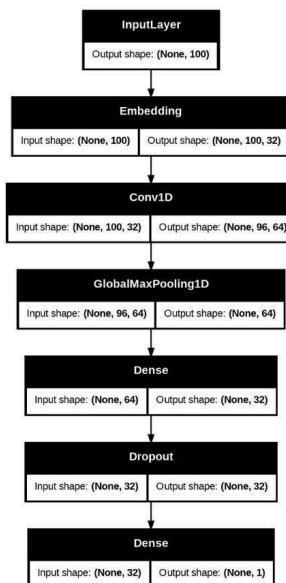 InputLayer
Output shape: (None, 100)
Embedding
Input shape: (None, 100) Output shape: (None, 100, 32)
Conv1D
Input shape: (None, 100, 32) Output shape: (None, 96, 64)
GlobalMaxPooling1D
Input shape: (None, 96, 64) Output shape: (None, 64)
Dense
Input shape: (None, 64) Output shape: (None, 32)
Dropout
Input shape: (None, 32) Output shape: (None, 32)
Dense
Input shape: (None, 32) Output shape: (None, 1)